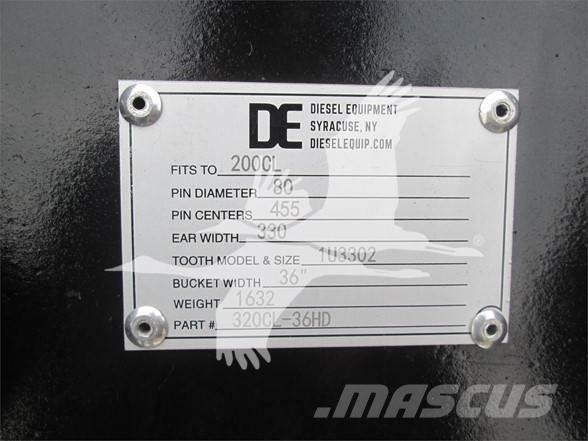 DE
DIESEL EQUIPMENT
SYRACUSE, NY
DIESELEQUIP.COM
FITS TO 200CL
PIN DIAMETER 80
PIN CENTERS 455
EAR WIDTH 330
TOOTH MODEL & SIZE 1U3302
BUCKET WIDTH 36"
WEIGHT 1632
PART # 320CL-36HD
®
MASCUS